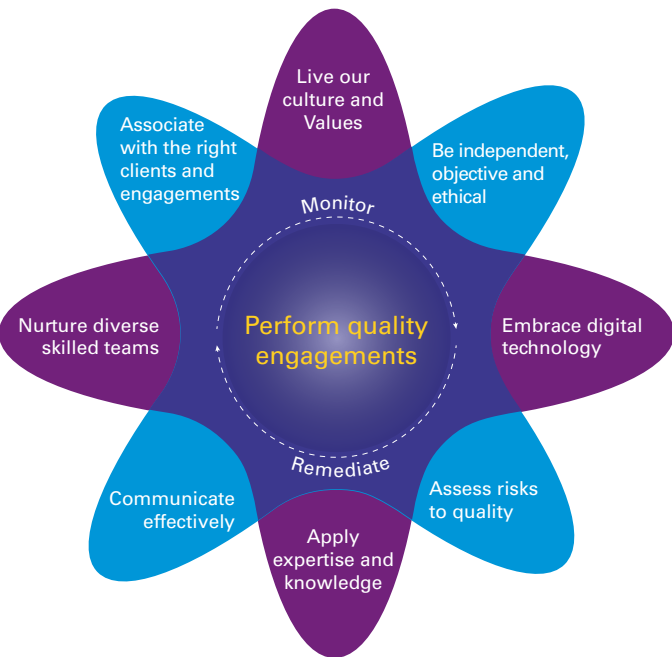 Live our
culture and
Values
Be independent,
objective and
ethical
Embrace digital
technology
Assess risks
to quality
Apply
expertise and
knowledge
Communicate
effectively
Nurture diverse
skilled teams
Associate
with the right
clients and
engagements
Monitor
Perform quality
engagements
Remediate